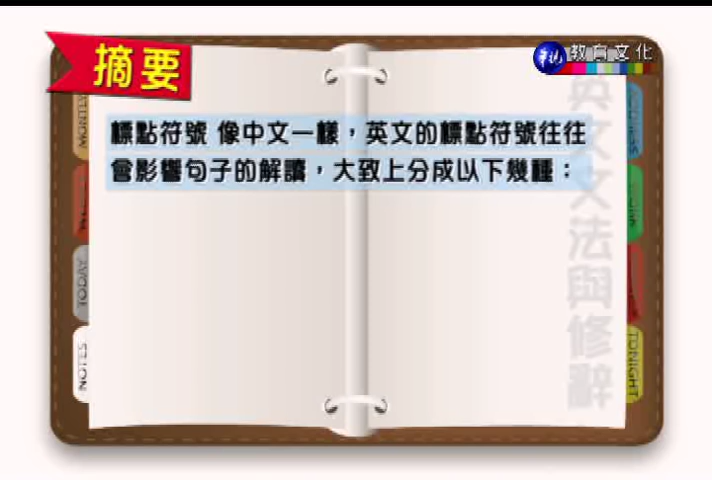 摘要
教育文化
標點符號 像中文一樣，英文的標點符號往往
會影響句子的解讀，大致上分成以下幾種：
英文文法與修辭
NOTES
TONIGHT